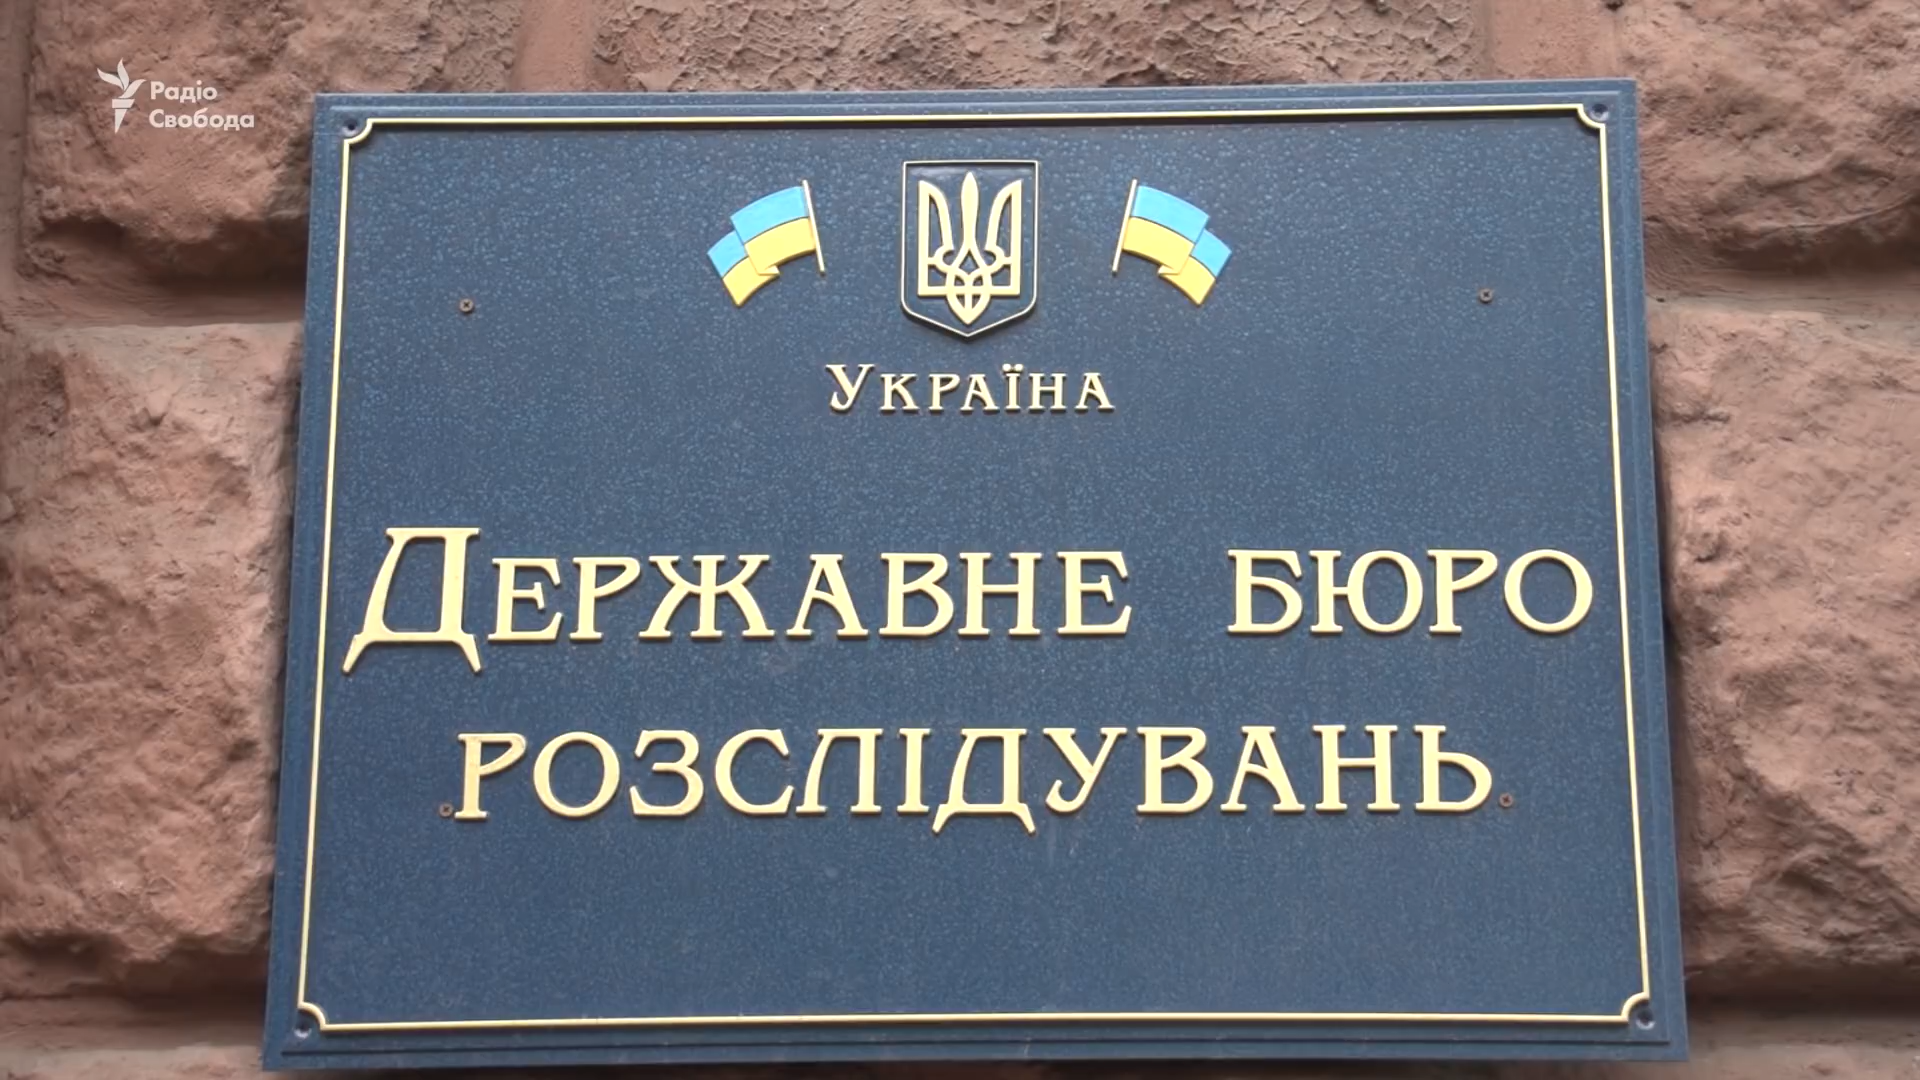 Радіо
Свобода
Україна
Державне бюро
розслідувань